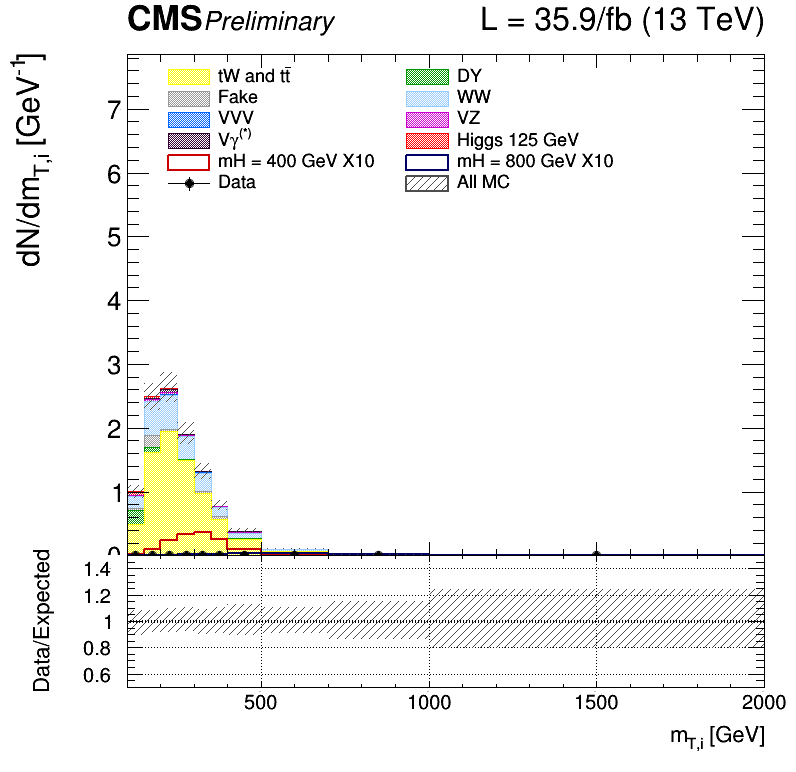 CMS Preliminary L = 35.9/fb (13 TeV)
dN/dm_{T,i} [GeV^{-1}]
tW and tt̄ DY
Fake WW
VVV VZ
Vγ^{(*)} Higgs 125 GeV
mH = 400 GeV X10 mH = 800 GeV X10
Data All MC
7
6
5
4
3
2
1
0
Data/Expected
1.4
1.2
1
0.8
0.6
500 1000 1500 2000
m_{T,i} [GeV]